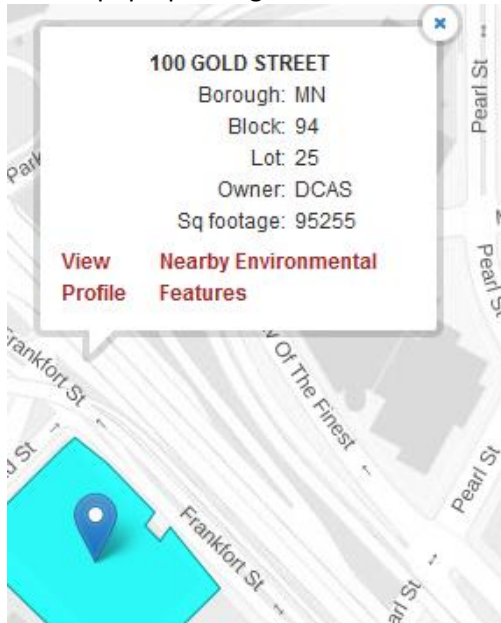 100 GOLD STREET
Borough: MN
Block: 94
Lot: 25
Owner: DCAS
Sq footage: 95255
View Profile
Nearby Environmental Features
Pearl St
Park
Pearl St
Frankfort St
Of The Finest
St
Pearl St
Frankfort St
St